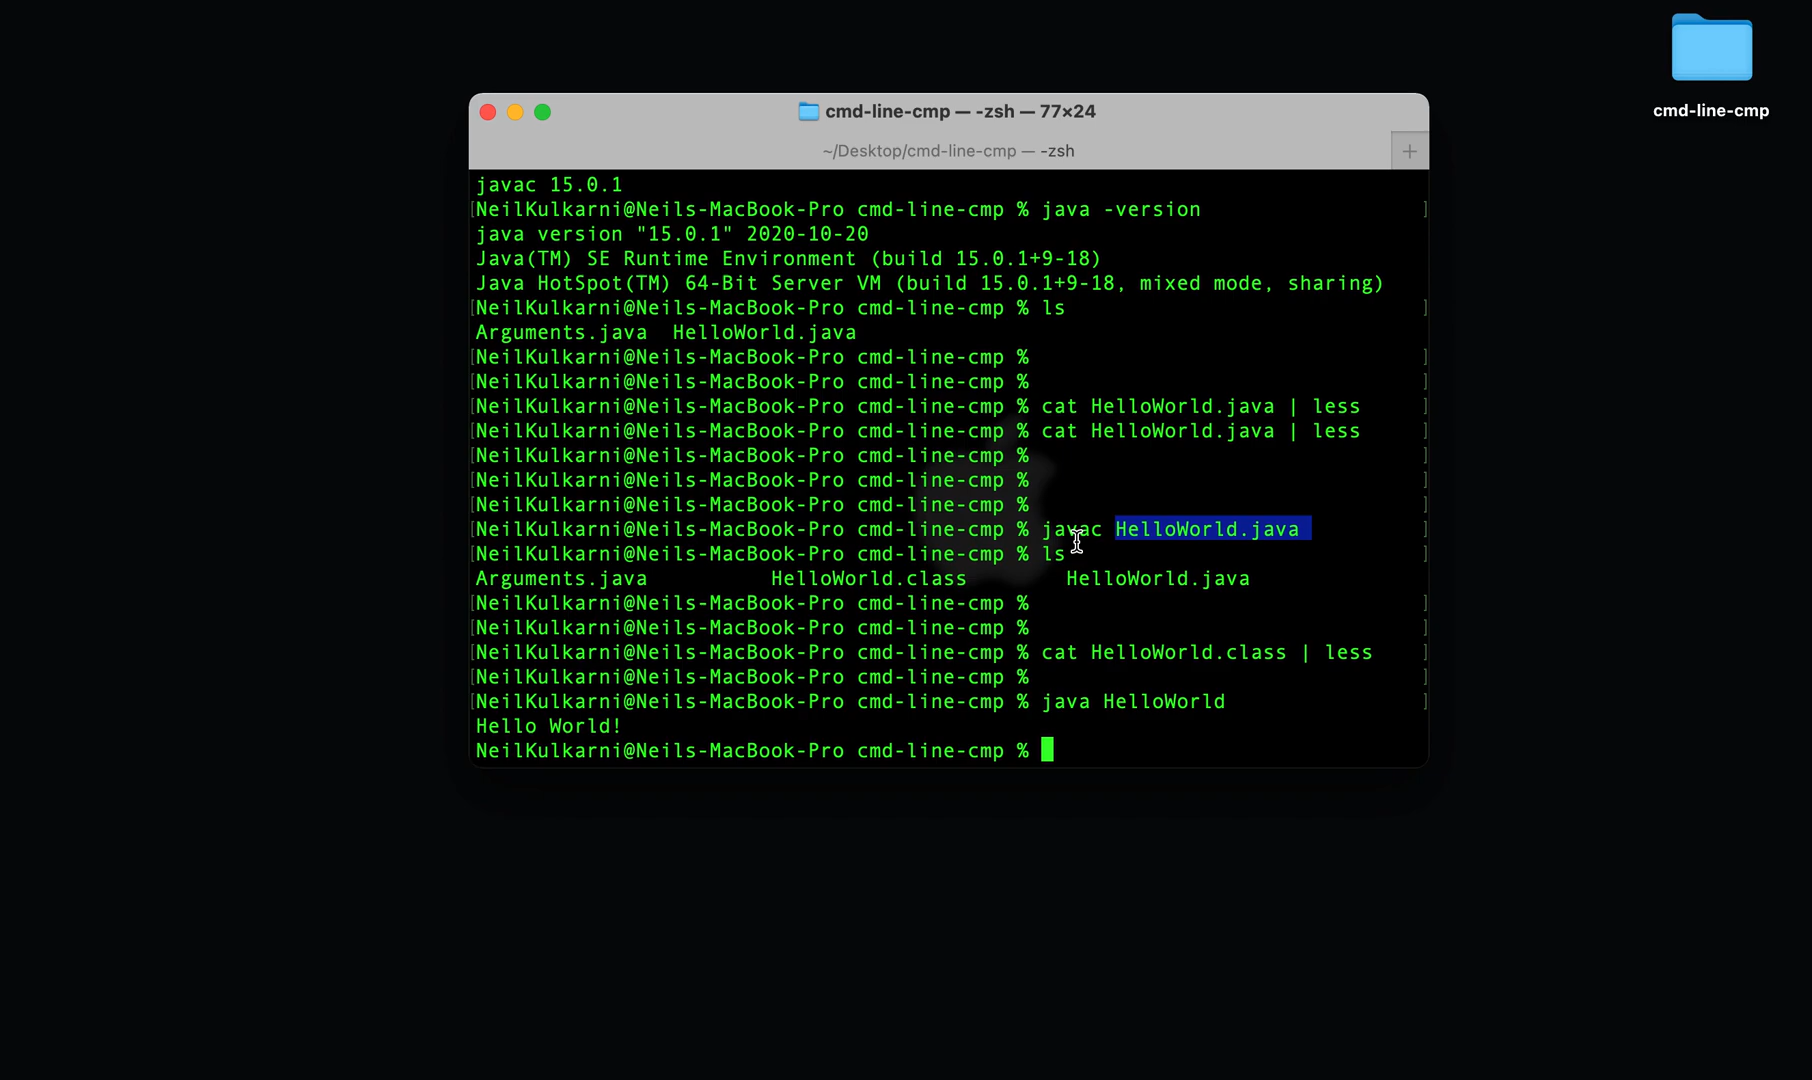 cmd-line-cmp
cmd-line-cmp — -zsh — 77×24
~/Desktop/cmd-line-cmp — -zsh
javac 15.0.1
[NeilKulkarni@Neils-MacBook-Pro cmd-line-cmp % java -version ]
java version "15.0.1" 2020-10-20
Java(TM) SE Runtime Environment (build 15.0.1+9-18)
Java HotSpot(TM) 64-Bit Server VM (build 15.0.1+9-18, mixed mode, sharing)
[NeilKulkarni@Neils-MacBook-Pro cmd-line-cmp % ls ]
Arguments.java  HelloWorld.java
[NeilKulkarni@Neils-MacBook-Pro cmd-line-cmp % ]
[NeilKulkarni@Neils-MacBook-Pro cmd-line-cmp % ]
[NeilKulkarni@Neils-MacBook-Pro cmd-line-cmp % cat HelloWorld.java | less ]
[NeilKulkarni@Neils-MacBook-Pro cmd-line-cmp % cat HelloWorld.java | less ]
[NeilKulkarni@Neils-MacBook-Pro cmd-line-cmp % ]
[NeilKulkarni@Neils-MacBook-Pro cmd-line-cmp % ]
[NeilKulkarni@Neils-MacBook-Pro cmd-line-cmp % ]
[NeilKulkarni@Neils-MacBook-Pro cmd-line-cmp % javac HelloWorld.java ]
[NeilKulkarni@Neils-MacBook-Pro cmd-line-cmp % ls ]
Arguments.java          HelloWorld.class        HelloWorld.java
[NeilKulkarni@Neils-MacBook-Pro cmd-line-cmp % ]
[NeilKulkarni@Neils-MacBook-Pro cmd-line-cmp % ]
[NeilKulkarni@Neils-MacBook-Pro cmd-line-cmp % cat HelloWorld.class | less ]
[NeilKulkarni@Neils-MacBook-Pro cmd-line-cmp % ]
[NeilKulkarni@Neils-MacBook-Pro cmd-line-cmp % java HelloWorld ]
Hello World!
NeilKulkarni@Neils-MacBook-Pro cmd-line-cmp %